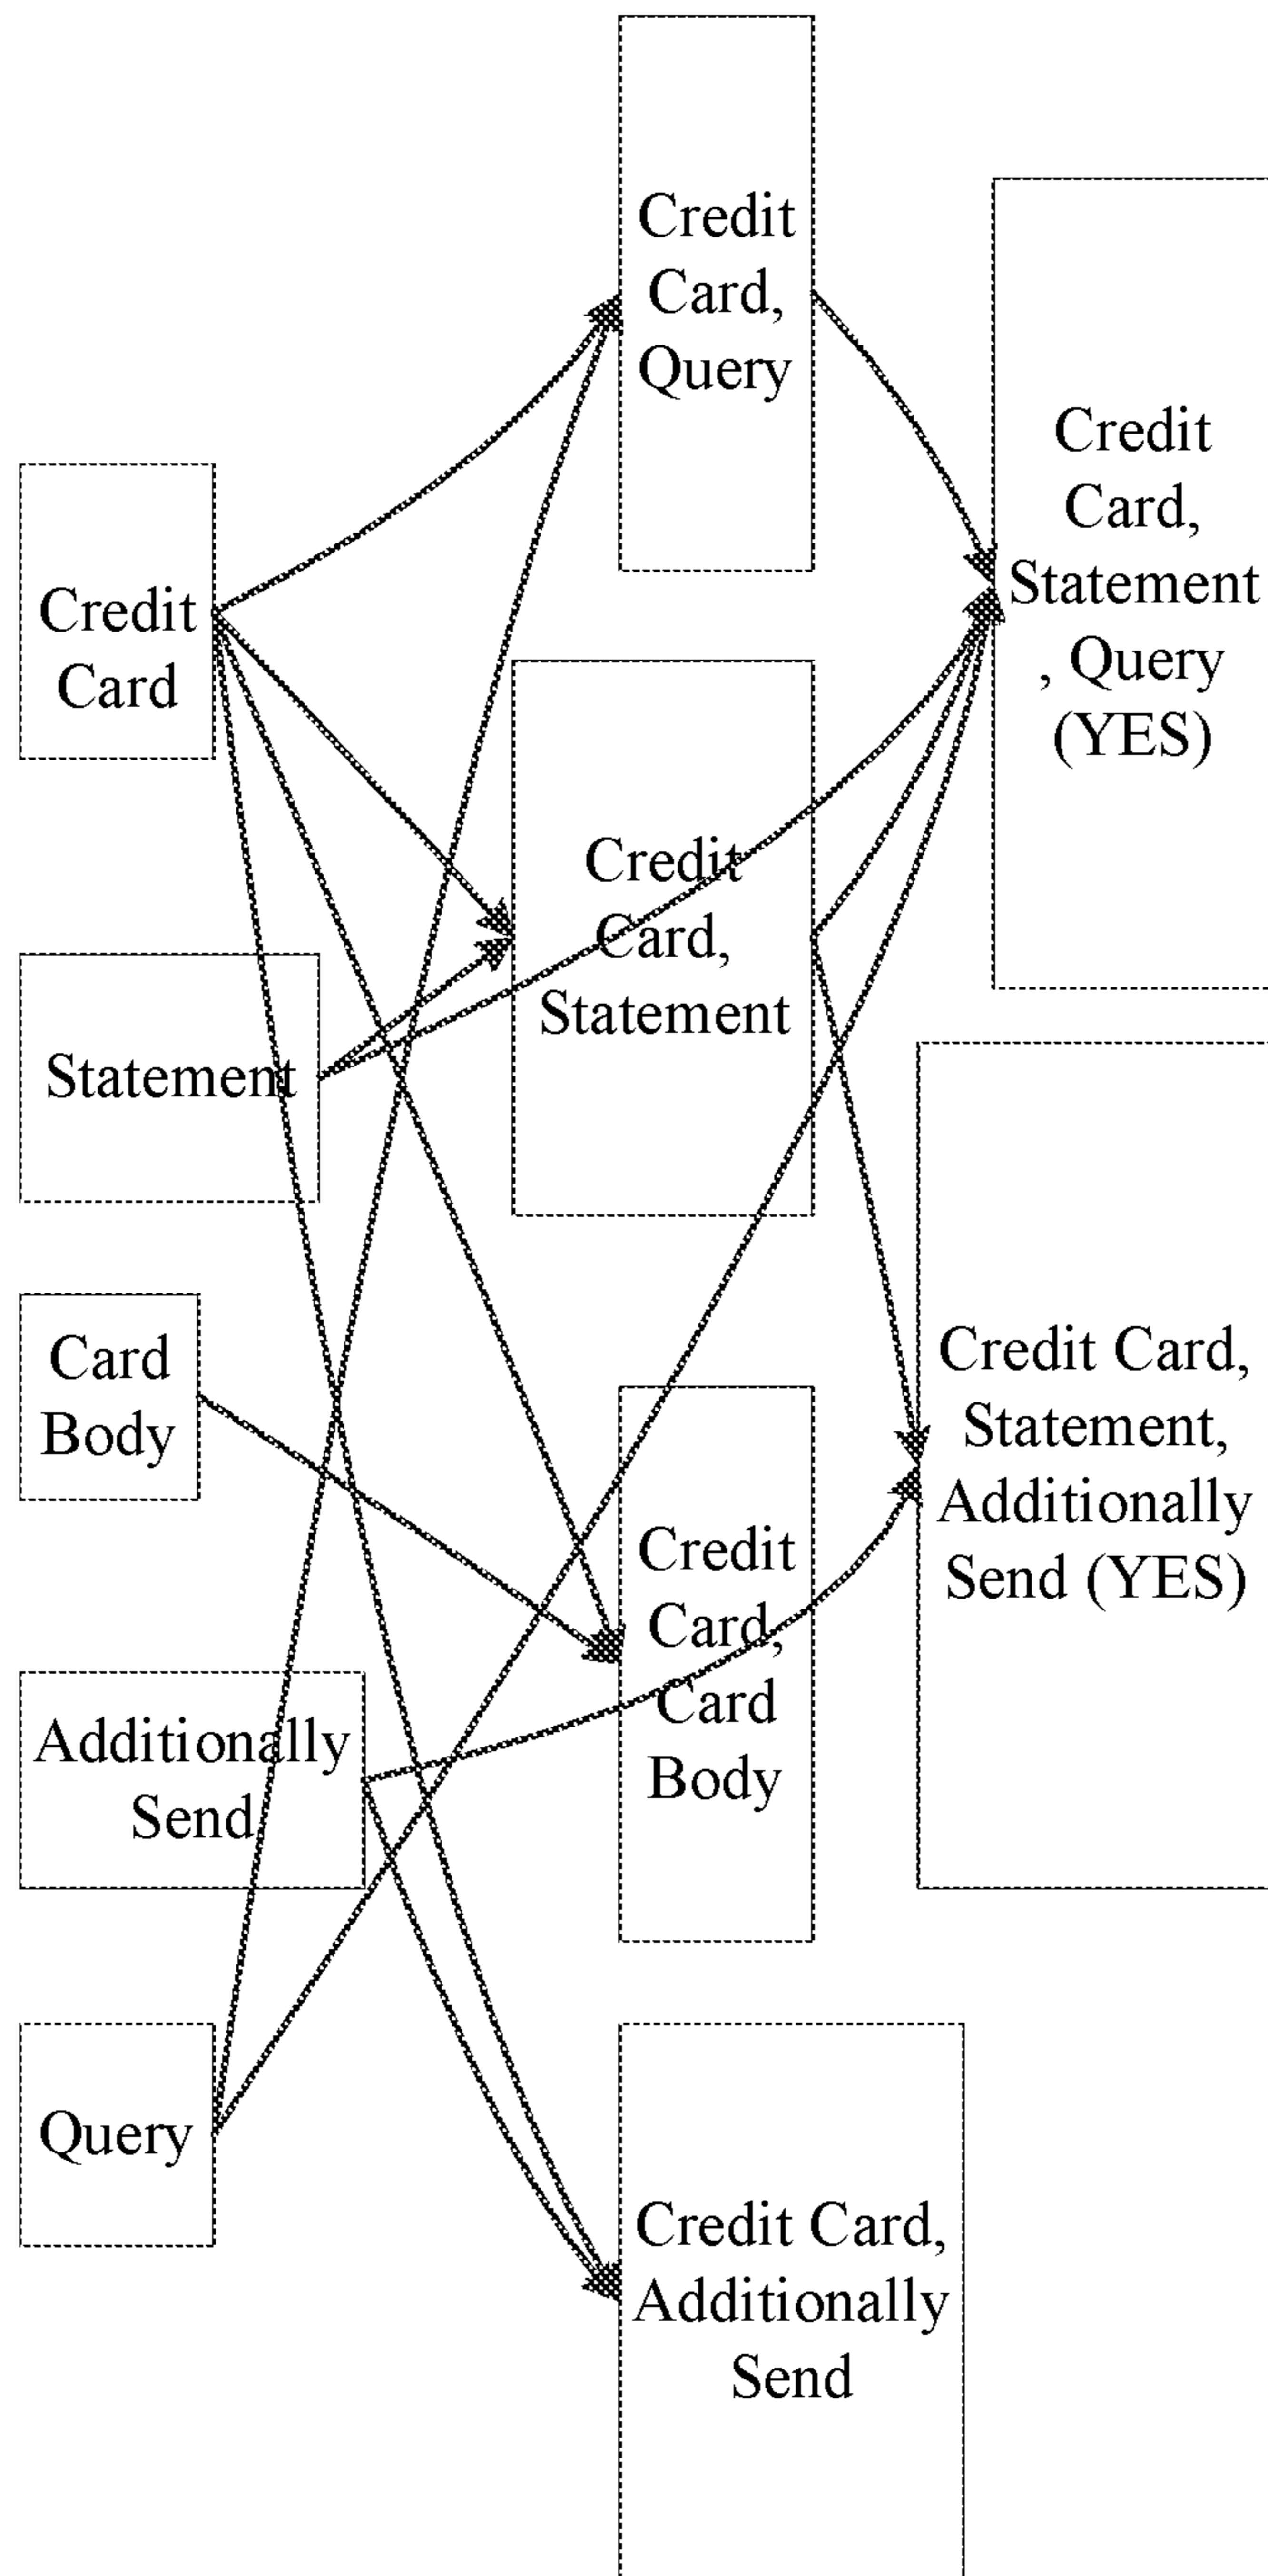 Credit
Card
Statement
Card
Body
Additionally
Send
Query
Credit
Card,
Query
Credit
Card,
Statement
Credit
Card,
Card
Body
Credit Card,
Additionally
Send
Credit
Card,
Statement
, Query
(YES)
Credit Card,
Statement,
Additionally
Send (YES)